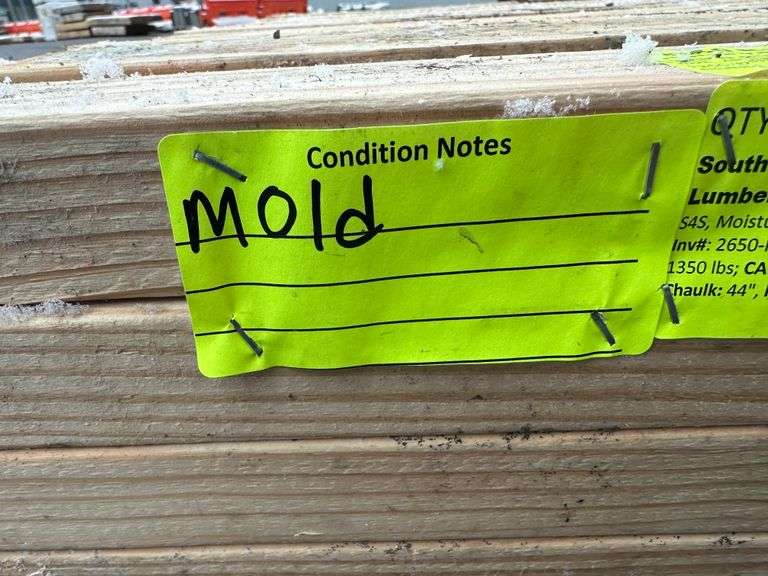 Condition Notes
Mold
QTY
South
Lumbe
S4S, Moistu
Inv#: 2650-
1350 lbs; CA
Chaulk: 44",